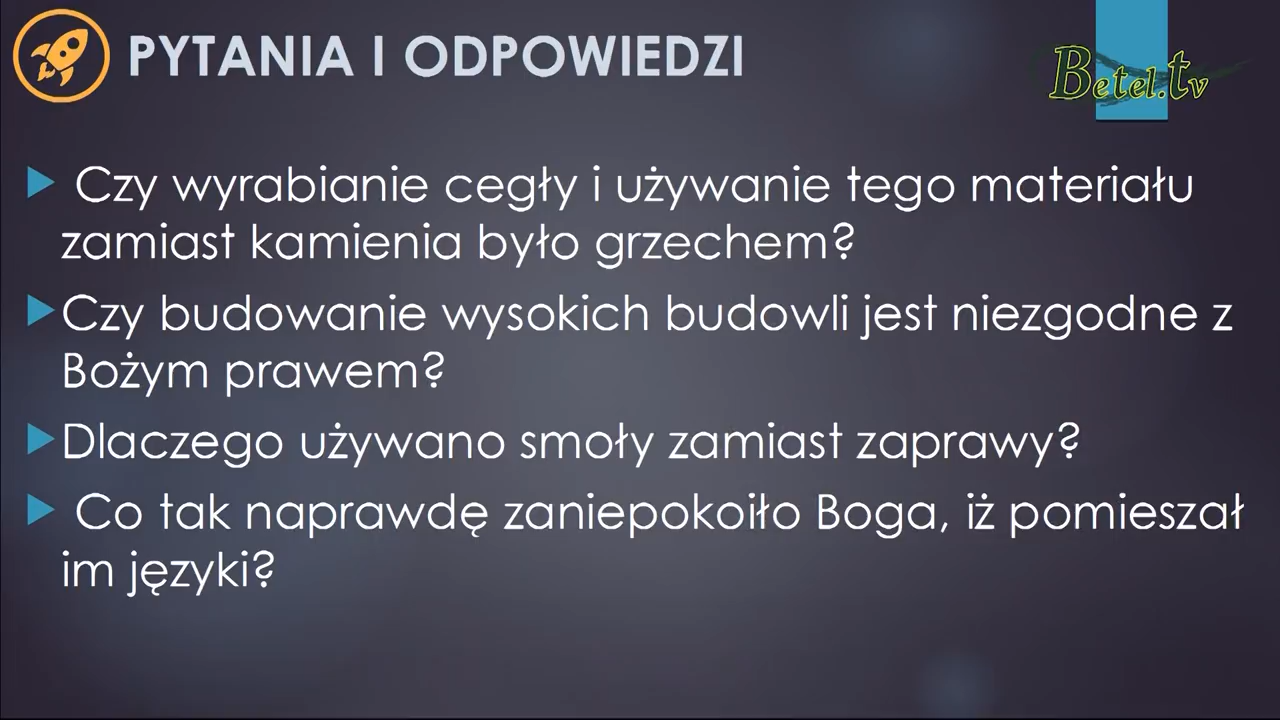 PYTANIA I ODPOWIEDZI
Betel.tv
Czy wyrabianie cegły i używanie tego materiału
zamiast kamienia było grzechem?
Czy budowanie wysokich budowli jest niezgodne z
Bożym prawem?
Dlaczego używano smoły zamiast zaprawy?
Co tak naprawdę zaniepokoiło Boga, iż pomieszał
im języki?